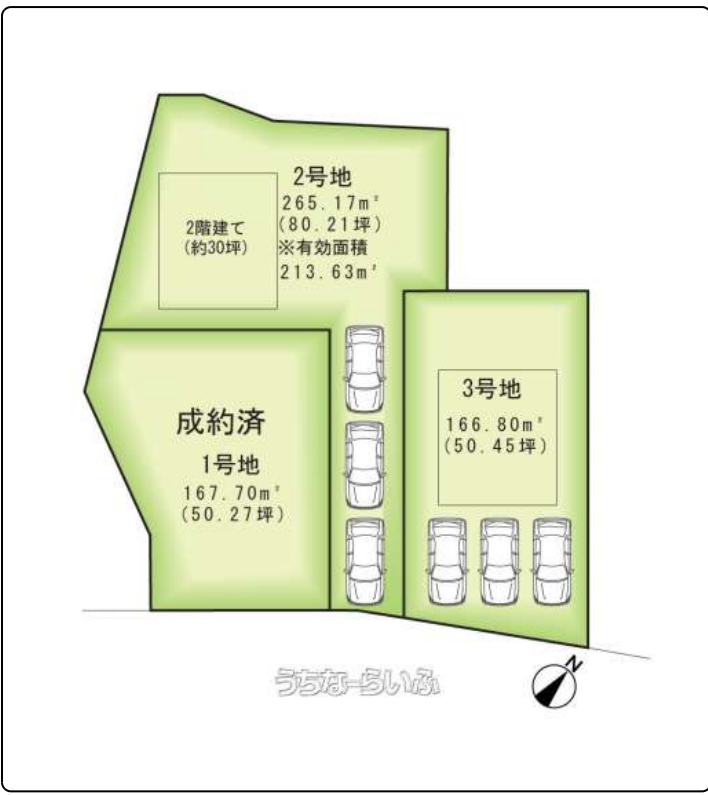 2号地
265.17m²
(80.21坪)
※有効面積
213.63m²
2階建て
(約30坪)
3号地
166.80m²
(50.45坪)
成約済
1号地
167.70m²
(50.27坪)
うちなーらいふ
N